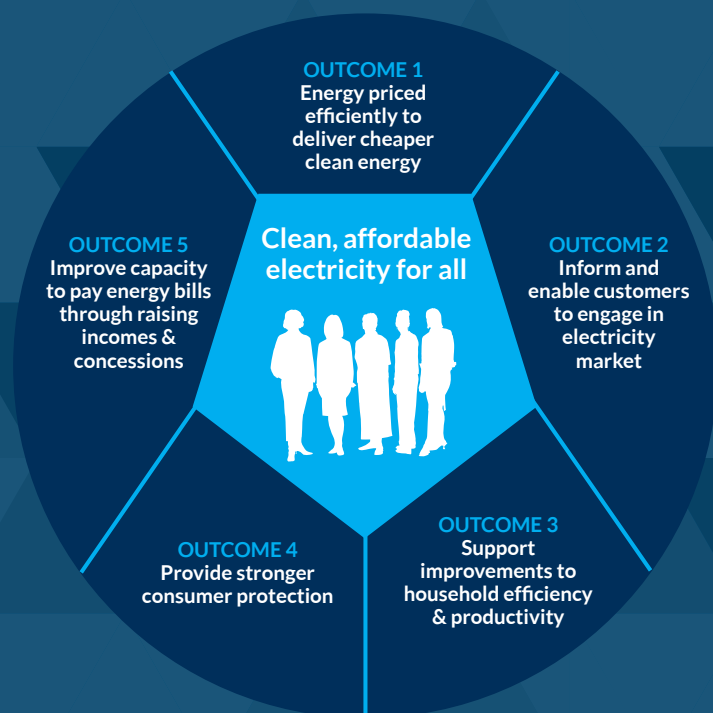 OUTCOME 1
Energy priced
efficiently to
deliver cheaper
clean energy
Clean, affordable
electricity for all
OUTCOME 2
Inform and
enable customers
to engage in
electricity
market
OUTCOME 3
Support
improvements to
household efficiency
& productivity
OUTCOME 4
Provide stronger
consumer protection
OUTCOME 5
Improve capacity
to pay energy bills
through raising
incomes &
concessions